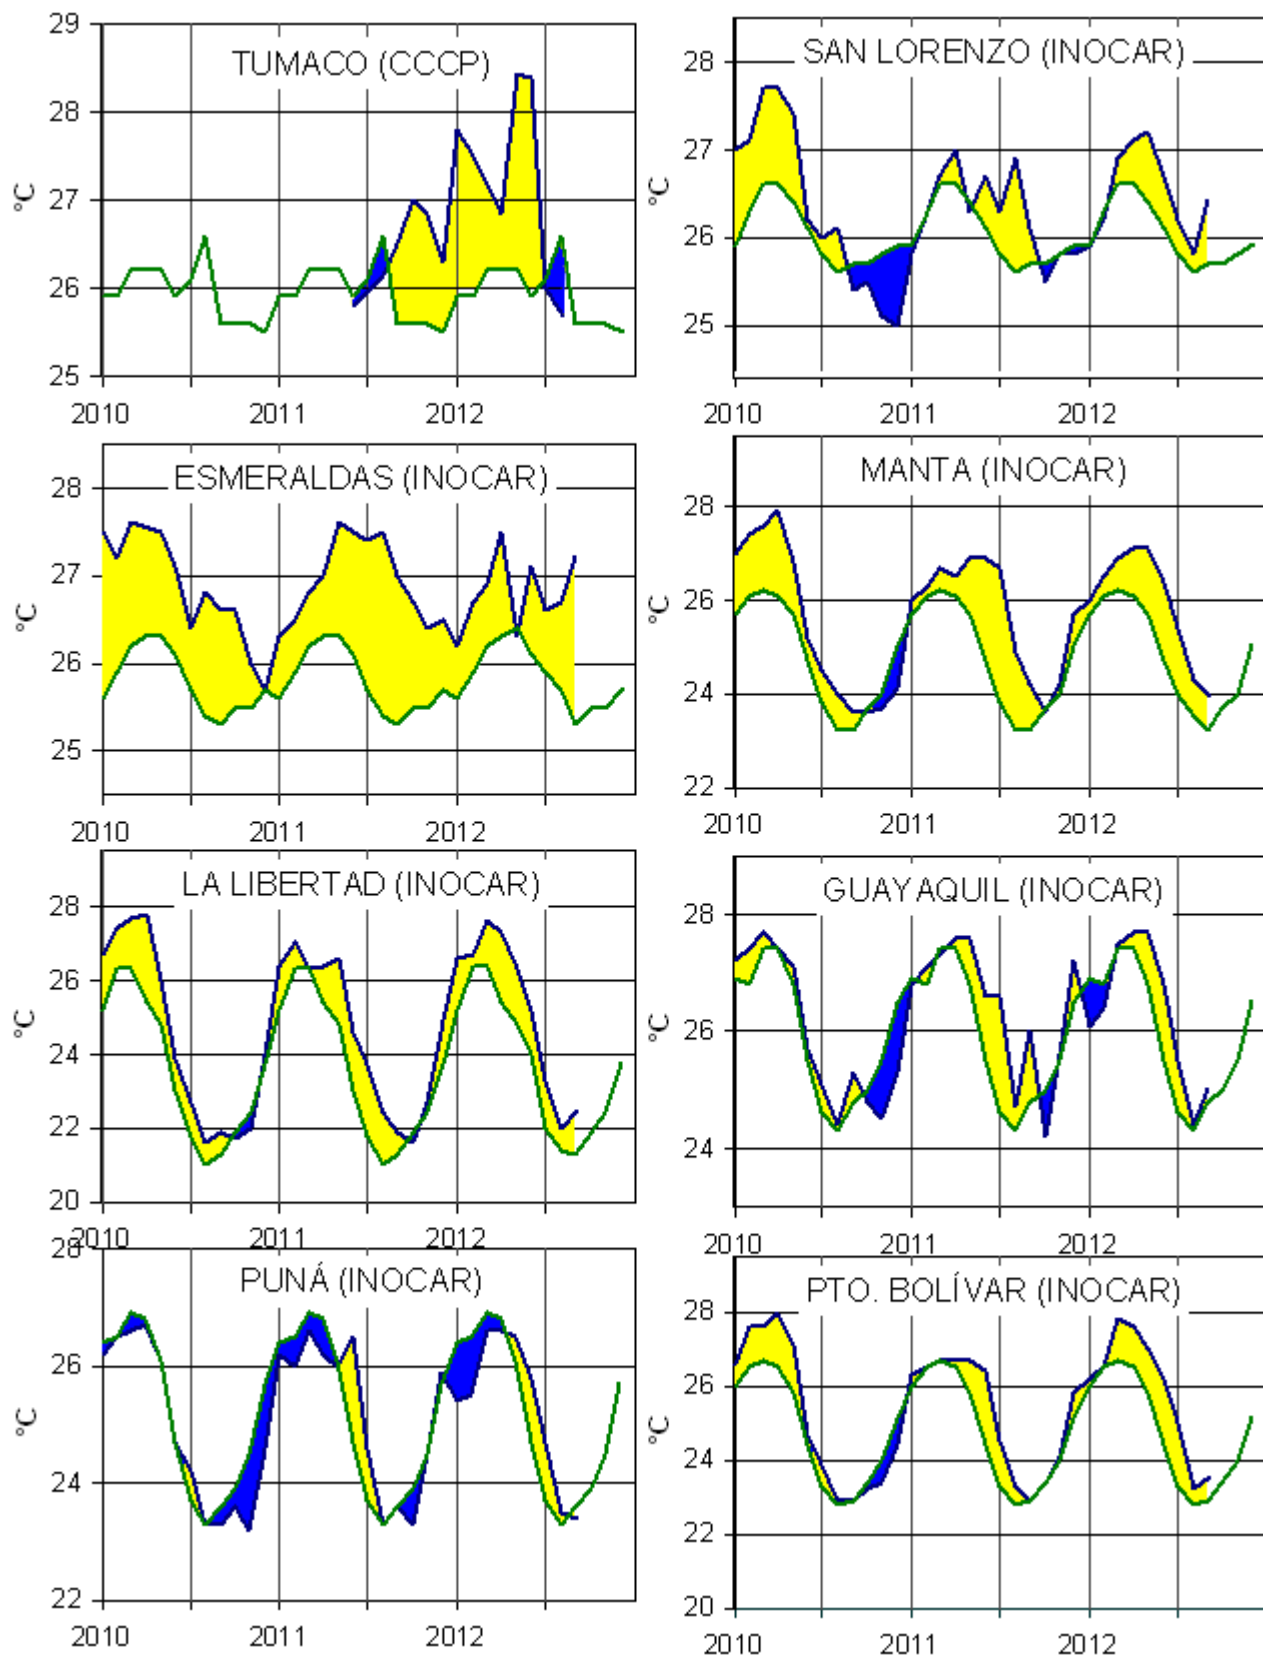 TUMACO (CCCP)
°C
29
28
27
26
25
2010 2011 2012
SAN LORENZO (INOCAR)
°C
28
27
26
25
2010 2011 2012
ESMERALDAS (INOCAR)
°C
28
27
26
25
2010 2011 2012
MANTA (INOCAR)
°C
28
26
24
22
2010 2011 2012
LA LIBERTAD (INOCAR)
°C
28
26
24
22
20
2010 2011 2012
GUAYAQUIL (INOCAR)
°C
28
26
24
2010 2011 2012
PUNÁ (INOCAR)
°C
28
26
24
22
2010 2011 2012
PTO. BOLÍVAR (INOCAR)
°C
28
26
24
22
20
2010 2011 2012